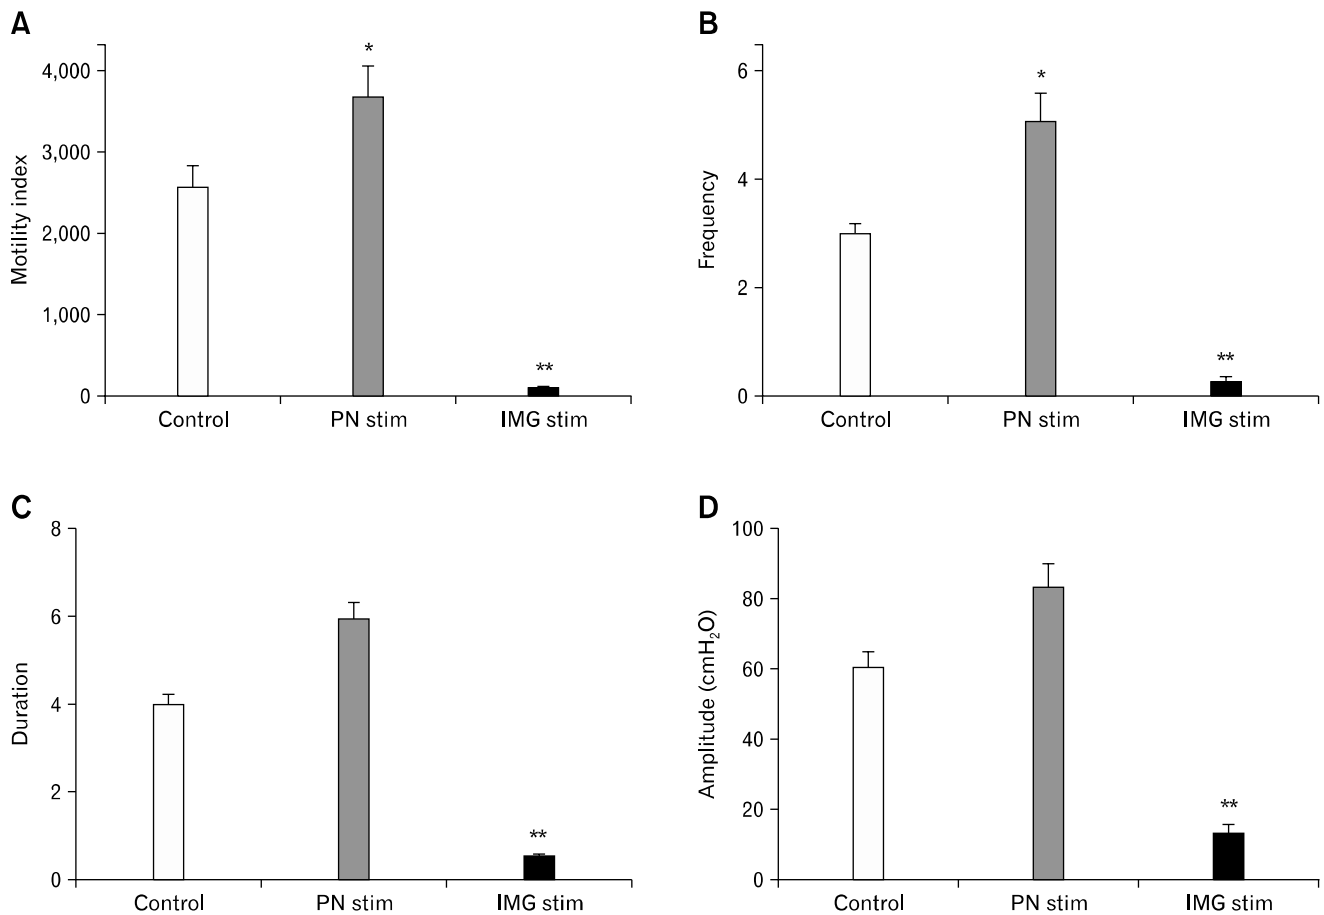 A
Motility index
4,000
3,000
2,000
1,000
0
*
**
Control PN stim IMG stim
B
Frequency
6
4
2
0
*
**
Control PN stim IMG stim
C
Duration
8
6
4
2
0
**
Control PN stim IMG stim
D
Amplitude (cmH₂O)
100
80
60
40
20
0
**
Control PN stim IMG stim